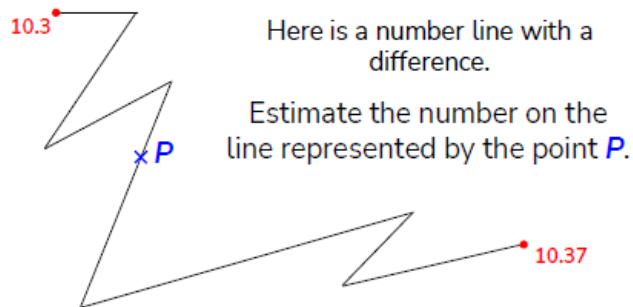 10.3
Here is a number line with a
difference.
Estimate the number on the
line represented by the point P.
P
10.37